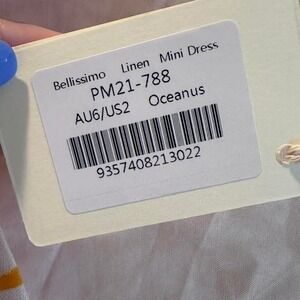 Bellissimo Linen Mini Dress
PM21-788
AU6/US2 Oceanus
9357408213022